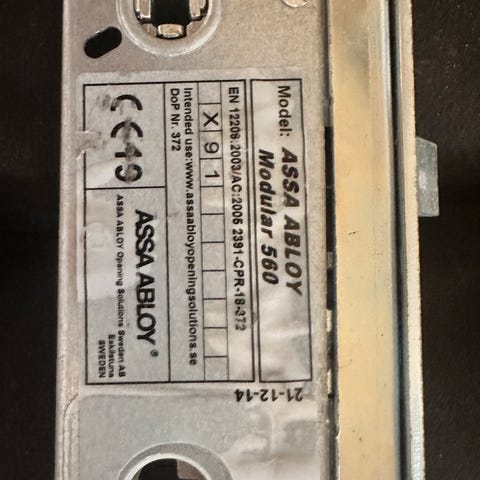 Model: ASSA ABLOY
Modular 560
EN 12209:2003/AC:2005 2391-CPR-18-372
X 9 1
Intended use:www.assaabloyopeningsolutions.se
DoP Nr. 372
CE 19
ASSA ABLOY®
ASSA ABLOY Opening Solutions Sweden AB
Eskilstuna
SWEDEN
21-12-14